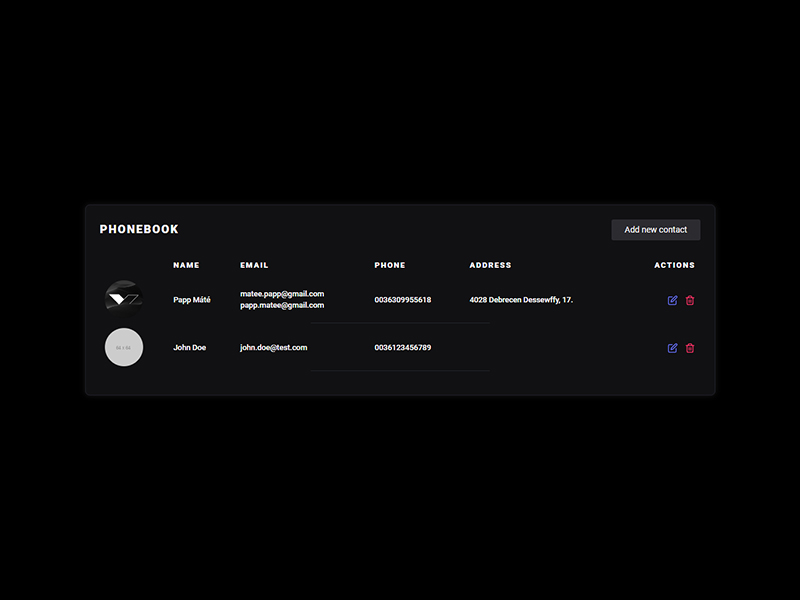 PHONEBOOK
Add new contact
NAME EMAIL PHONE ADDRESS ACTIONS
Papp Máté matee.papp@gmail.com 0036309955618 4028 Debrecen Dessewffy, 17.
papp.matee@gmail.com
John Doe john.doe@test.com 0036123456789